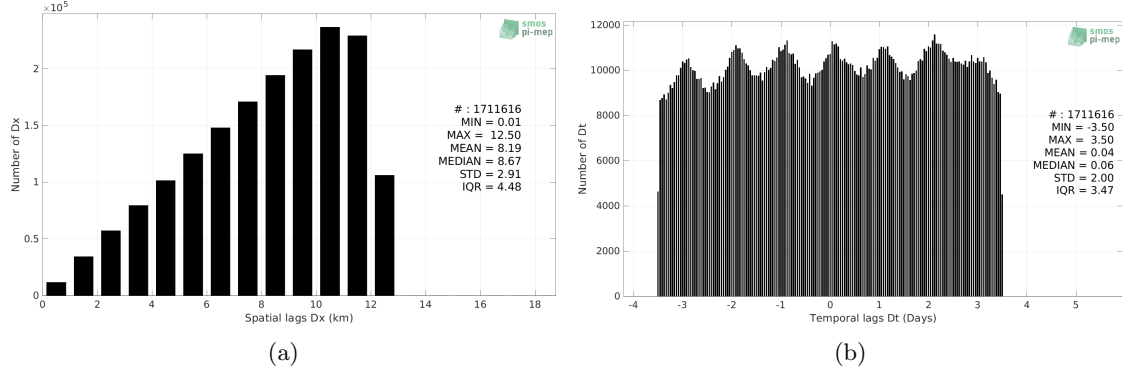 ×10⁵
smos
pi-mep
2
1.5
1
0.5
0
Number of Dx
# : 1711616
MIN = 0.01
MAX = 12.50
MEAN = 8.19
MEDIAN = 8.67
STD = 2.91
IQR = 4.48
0 2 4 6 8 10 12 14 16 18
Spatial lags Dx (km)
(a)
smos
pi-mep
12000
10000
8000
6000
4000
2000
0
Number of Dt
# : 1711616
MIN = -3.50
MAX = 3.50
MEAN = 0.04
MEDIAN = 0.06
STD = 2.00
IQR = 3.47
-4 -3 -2 -1 0 1 2 3 4 5
Temporal lags Dt (Days)
(b)